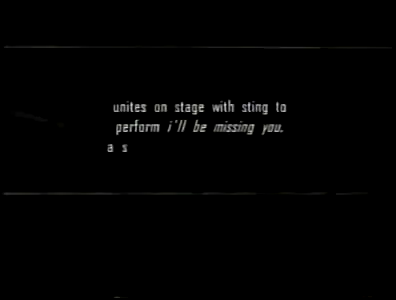 unites on stage with sting to
perform i'll be missing you.
a s